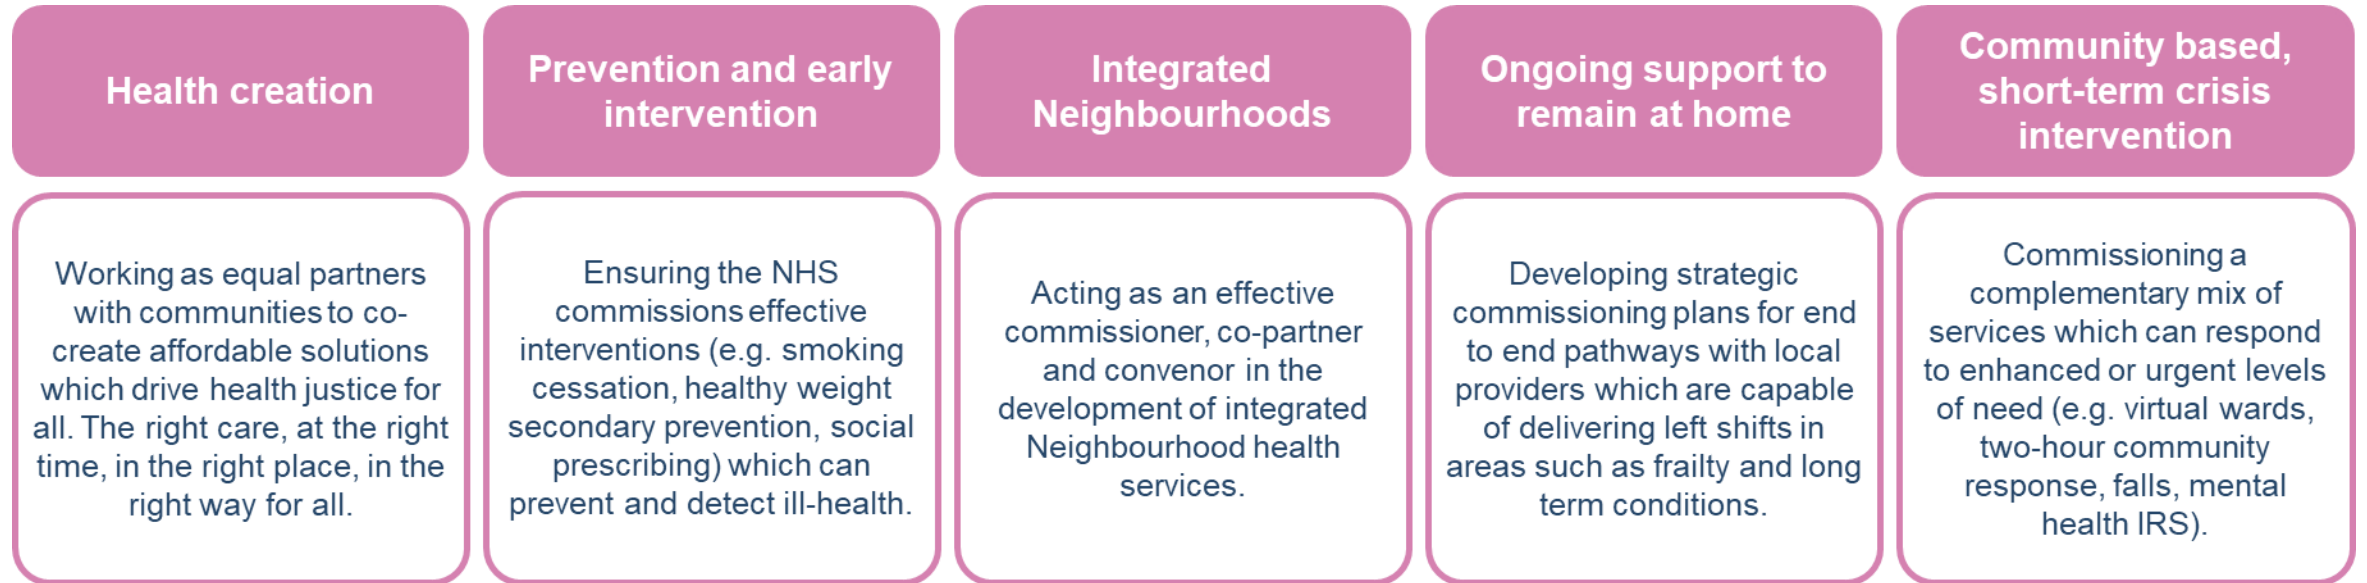 Health creation
Working as equal partners
with communities to co-
create affordable solutions
which drive health justice for
all. The right care, at the right
time, in the right place, in the
right way for all.
Prevention and early
intervention
Ensuring the NHS
commissions effective
interventions (e.g. smoking
cessation, healthy weight
secondary prevention, social
prescribing) which can
prevent and detect ill-health.
Integrated
Neighbourhoods
Acting as an effective
commissioner, co-partner
and convenor in the
development of integrated
Neighbourhood health
services.
Ongoing support to
remain at home
Developing strategic
commissioning plans for end
to end pathways with local
providers which are capable
of delivering left shifts in
areas such as frailty and long
term conditions.
Community based,
short-term crisis
intervention
Commissioning a
complementary mix of
services which can respond
to enhanced or urgent levels
of need (e.g. virtual wards,
two-hour community
response, falls, mental
health IRS).